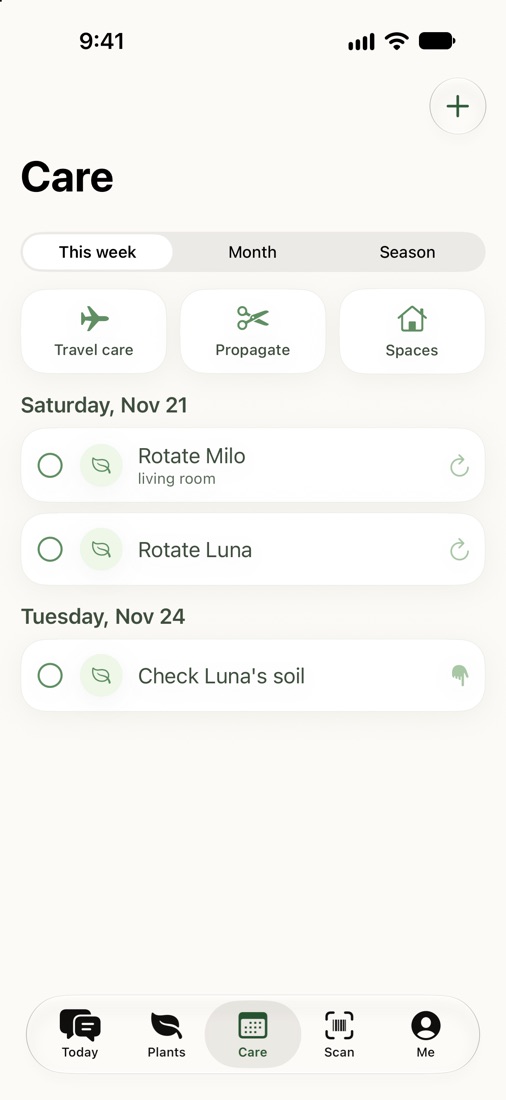 9:41
Care
This week
Month
Season
Travel care
Propagate
Spaces
Saturday, Nov 21
Rotate Milo
living room
Rotate Luna
Tuesday, Nov 24
Check Luna's soil
Today
Plants
Care
Scan
Me